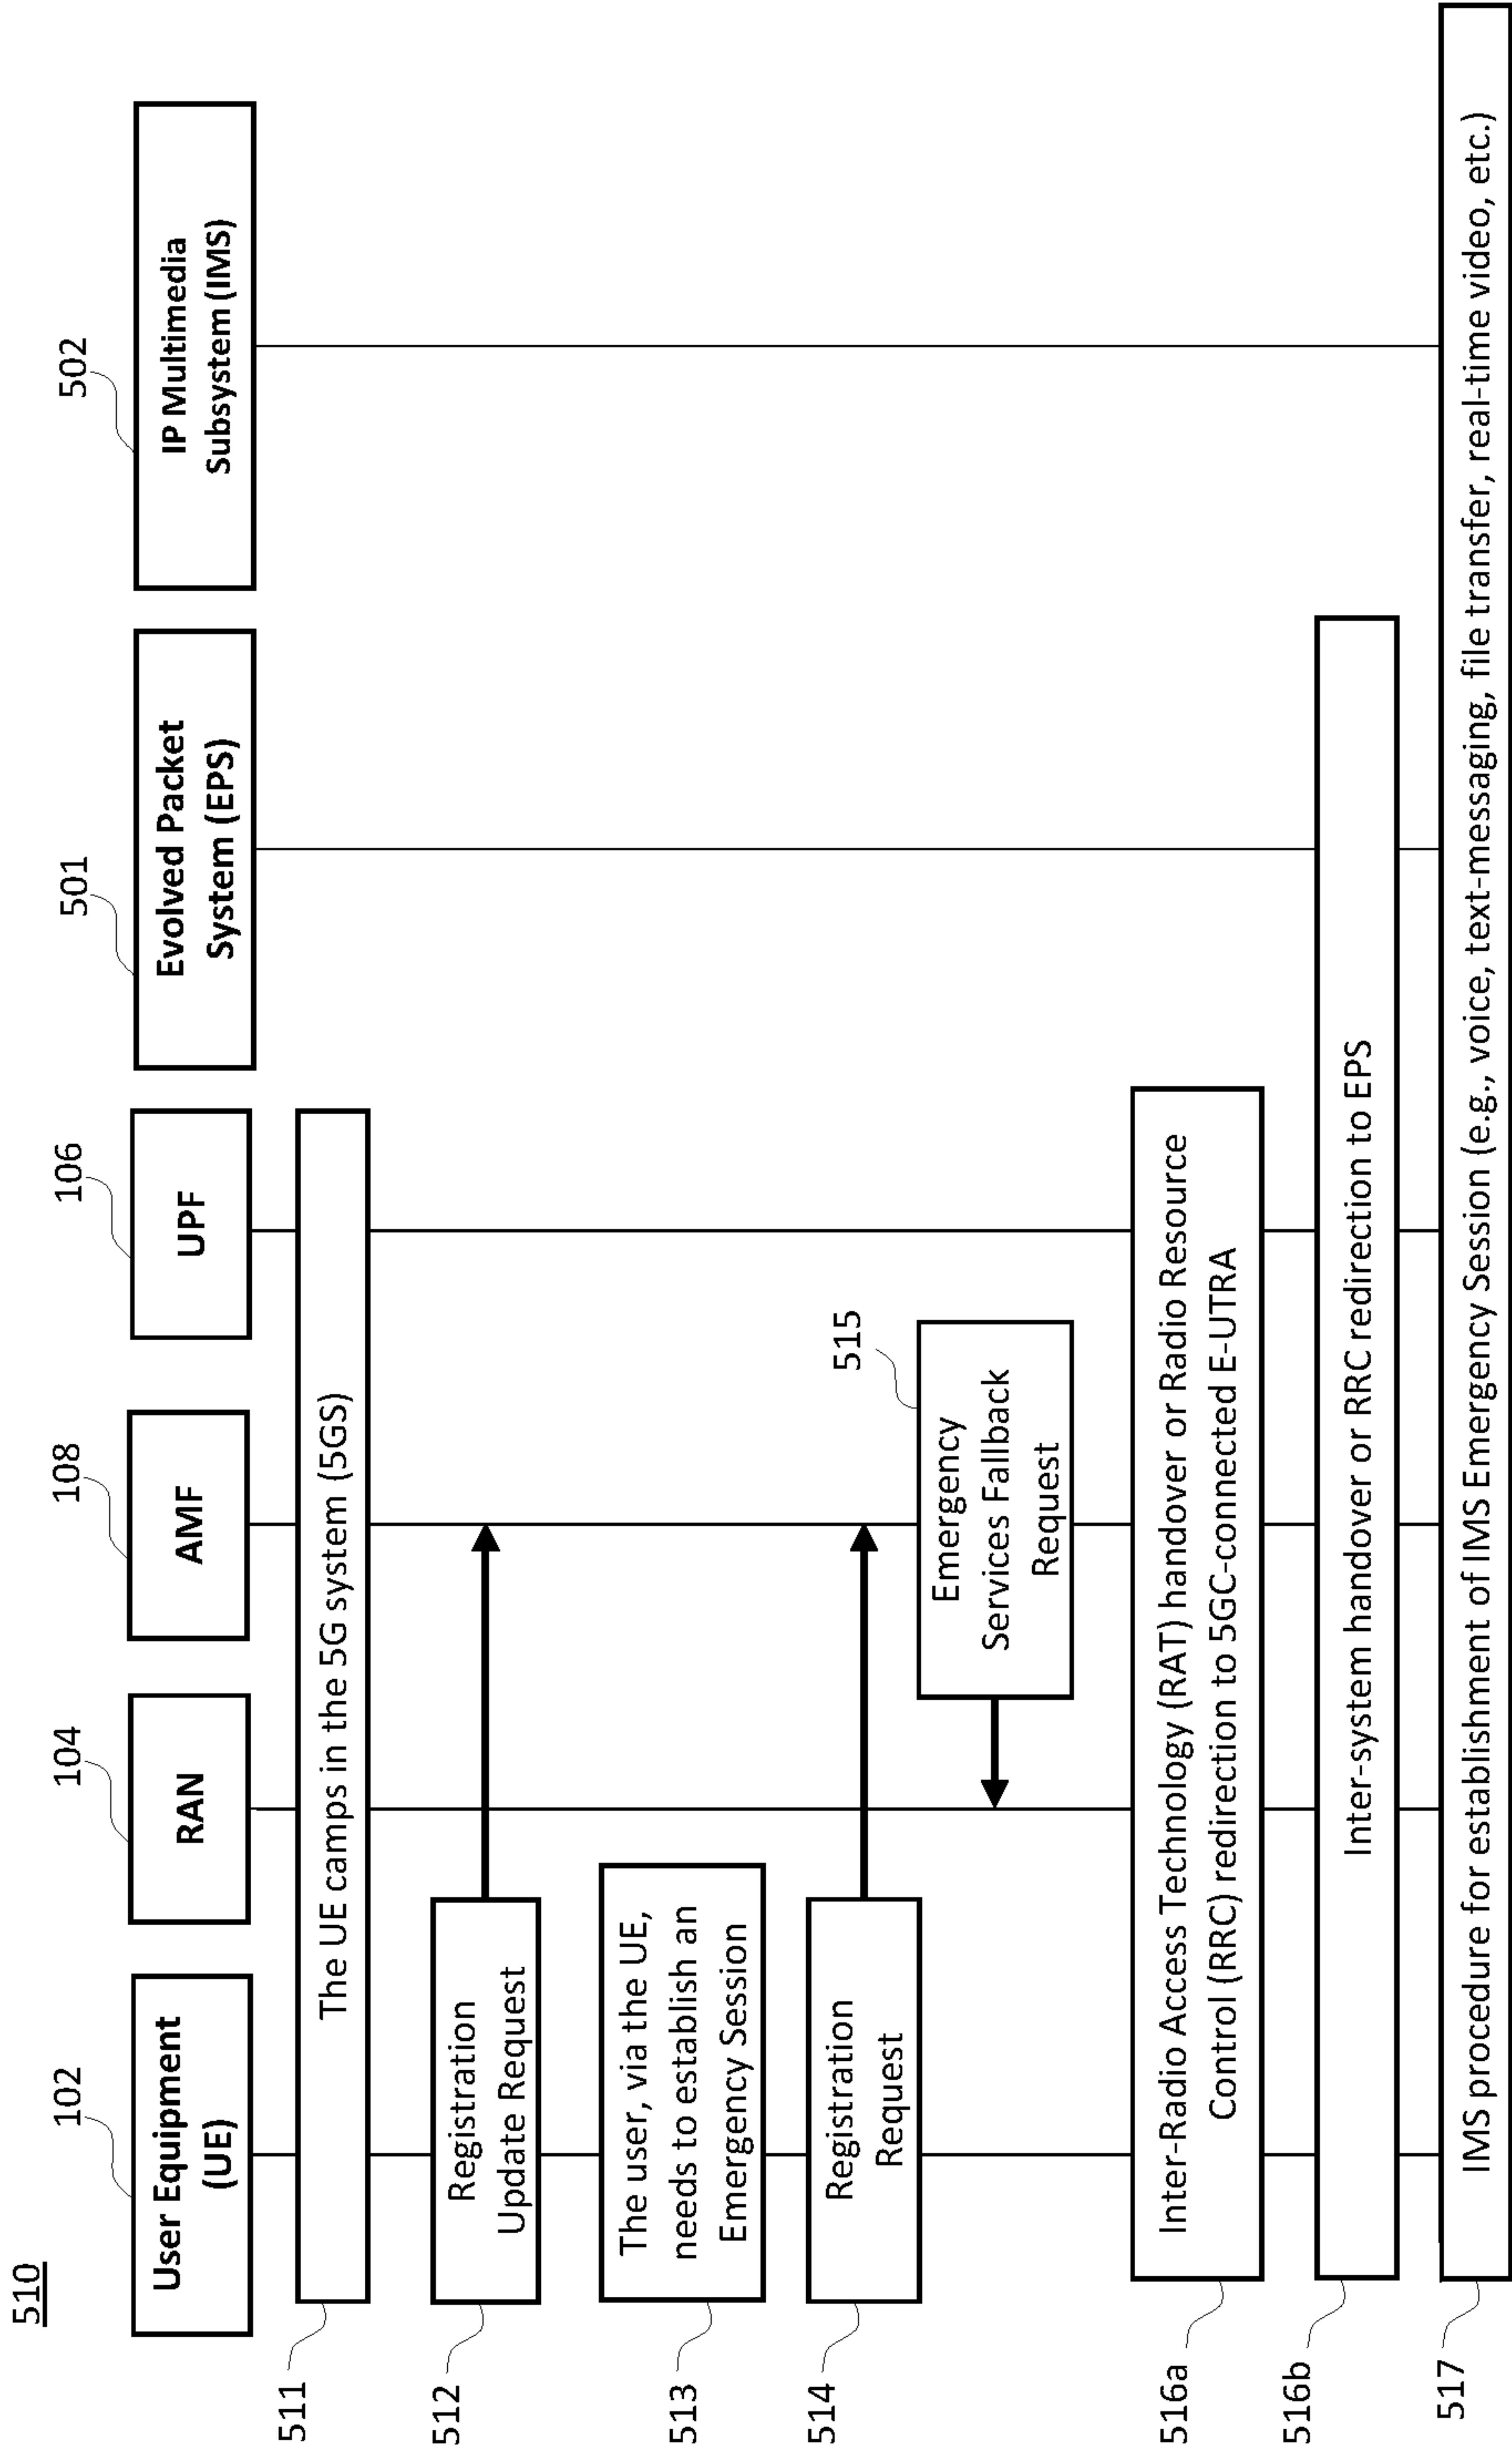 510
102
104
108
106
501
502
User Equipment
(UE)
RAN
AMF
UPF
Evolved Packet
System (EPS)
IP Multimedia
Subsystem (IMS)
511
The UE camps in the 5G system (5GS)
512
Registration
Update Request
513
The user, via the UE,
needs to establish an
Emergency Session
514
Registration
Request
515
Emergency
Services Fallback
Request
516a
Inter-Radio Access Technology (RAT) handover or Radio Resource
Control (RRC) redirection to 5GC-connected E-UTRA
516b
Inter-system handover or RRC redirection to EPS
517
IMS procedure for establishment of IMS Emergency Session (e.g., voice, text-messaging, file transfer, real-time video, etc.)